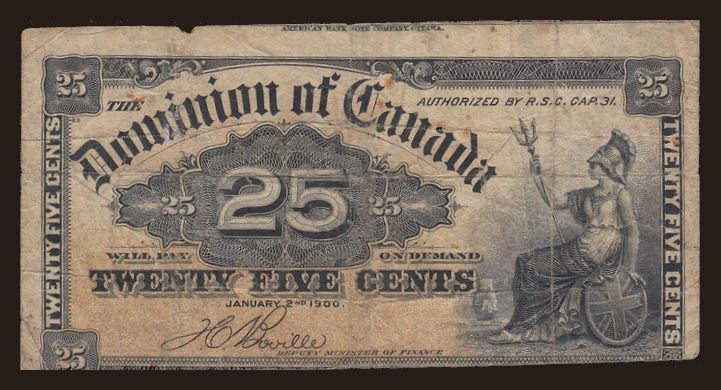 AMERICAN BANK NOTE COMPANY, OTTAWA.
25 25
THE Dominion of Canada
AUTHORIZED BY R.S.C. CAP. 31.
TWENTY FIVE CENTS
TWENTY FIVE CENTS
25 25 25
WILL PAY ON DEMAND
TWENTY FIVE CENTS
JANUARY 2ND 1900.
J C Boville
DEPUTY MINISTER OF FINANCE
25